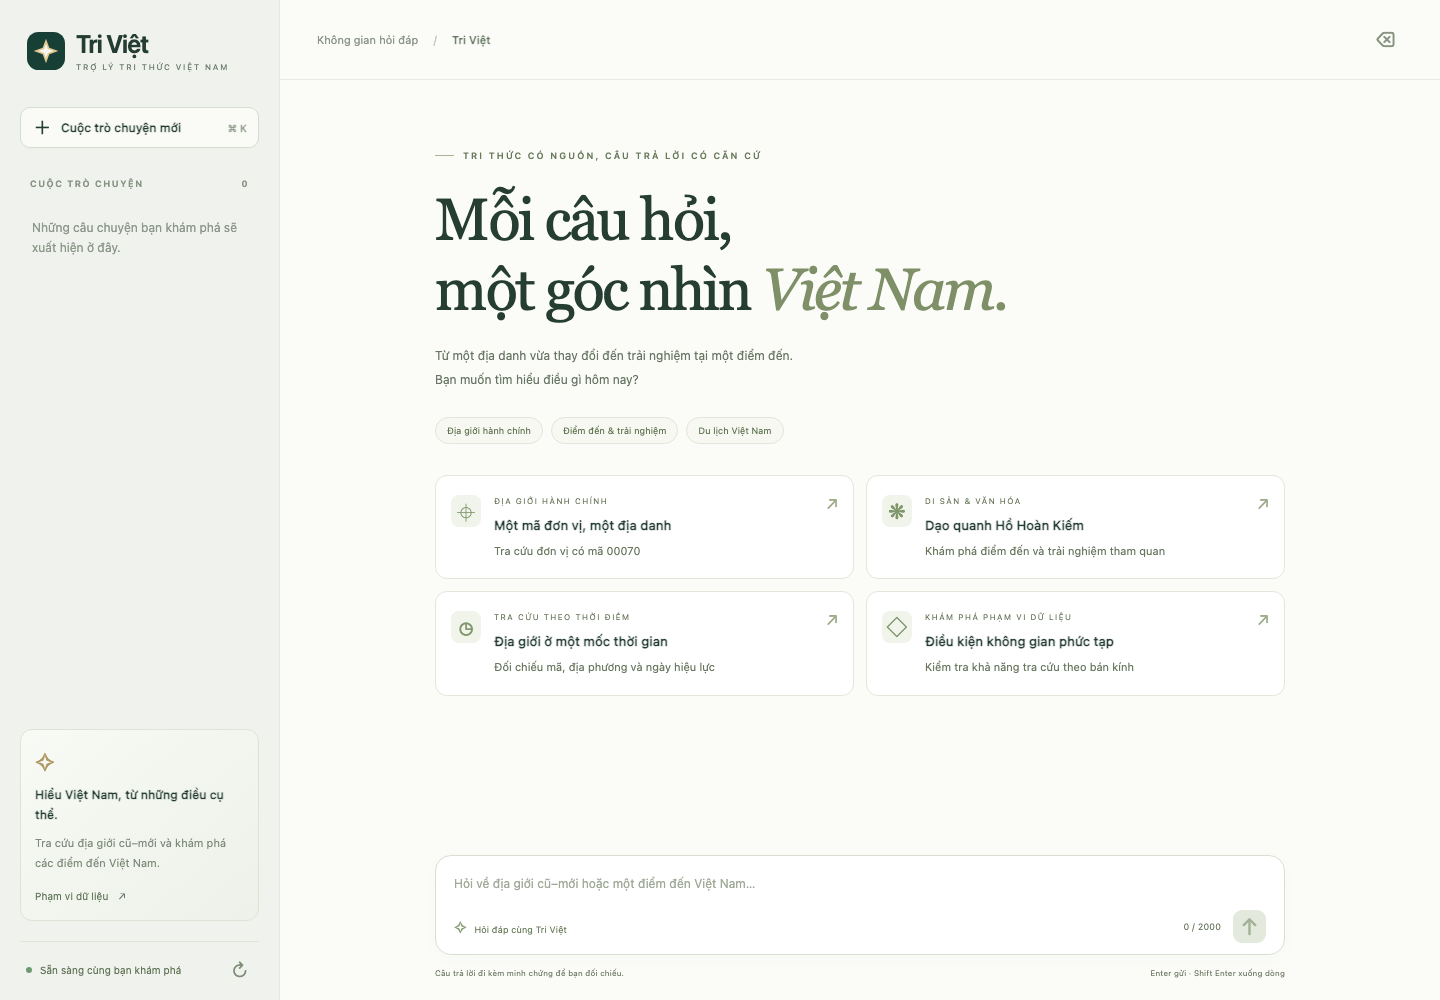 Tri Việt
TRỢ LÝ TRI THỨC VIỆT NAM
Cuộc trò chuyện mới ⌘ K
CUỘC TRÒ CHUYỆN 0
Những câu chuyện bạn khám phá sẽ
xuất hiện ở đây.
Hiểu Việt Nam, từ những điều cụ
thể.
Tra cứu địa giới cũ–mới và khám phá
các điểm đến Việt Nam.
Phạm vi dữ liệu ↗
Sẵn sàng cùng bạn khám phá
Không gian hỏi đáp / Tri Việt
TRI THỨC CÓ NGUỒN, CÂU TRẢ LỜI CÓ CĂN CỨ
Mỗi câu hỏi,
một góc nhìn Việt Nam.
Từ một địa danh vừa thay đổi đến trải nghiệm tại một điểm đến.
Bạn muốn tìm hiểu điều gì hôm nay?
Địa giới hành chính
Điểm đến & trải nghiệm
Du lịch Việt Nam
ĐỊA GIỚI HÀNH CHÍNH
Một mã đơn vị, một địa danh
Tra cứu đơn vị có mã 00070
DI SẢN & VĂN HÓA
Dạo quanh Hồ Hoàn Kiếm
Khám phá điểm đến và trải nghiệm tham quan
TRA CỨU THEO THỜI ĐIỂM
Địa giới ở một mốc thời gian
Đối chiếu mã, địa phương và ngày hiệu lực
KHÁM PHÁ PHẠM VI DỮ LIỆU
Điều kiện không gian phức tạp
Kiểm tra khả năng tra cứu theo bán kính
Hỏi về địa giới cũ–mới hoặc một điểm đến Việt Nam...
Hỏi đáp cùng Tri Việt
0 / 2000
Câu trả lời đi kèm minh chứng để bạn đối chiếu.
Enter gửi · Shift Enter xuống dòng